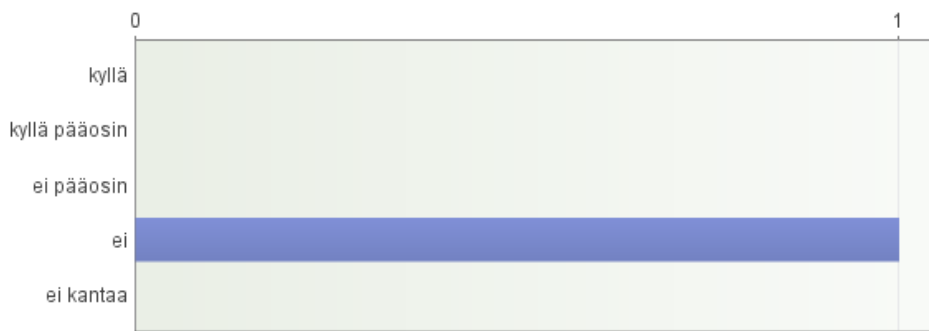 0 1
kyllä
kyllä pääosin
ei pääosin
ei
ei kantaa